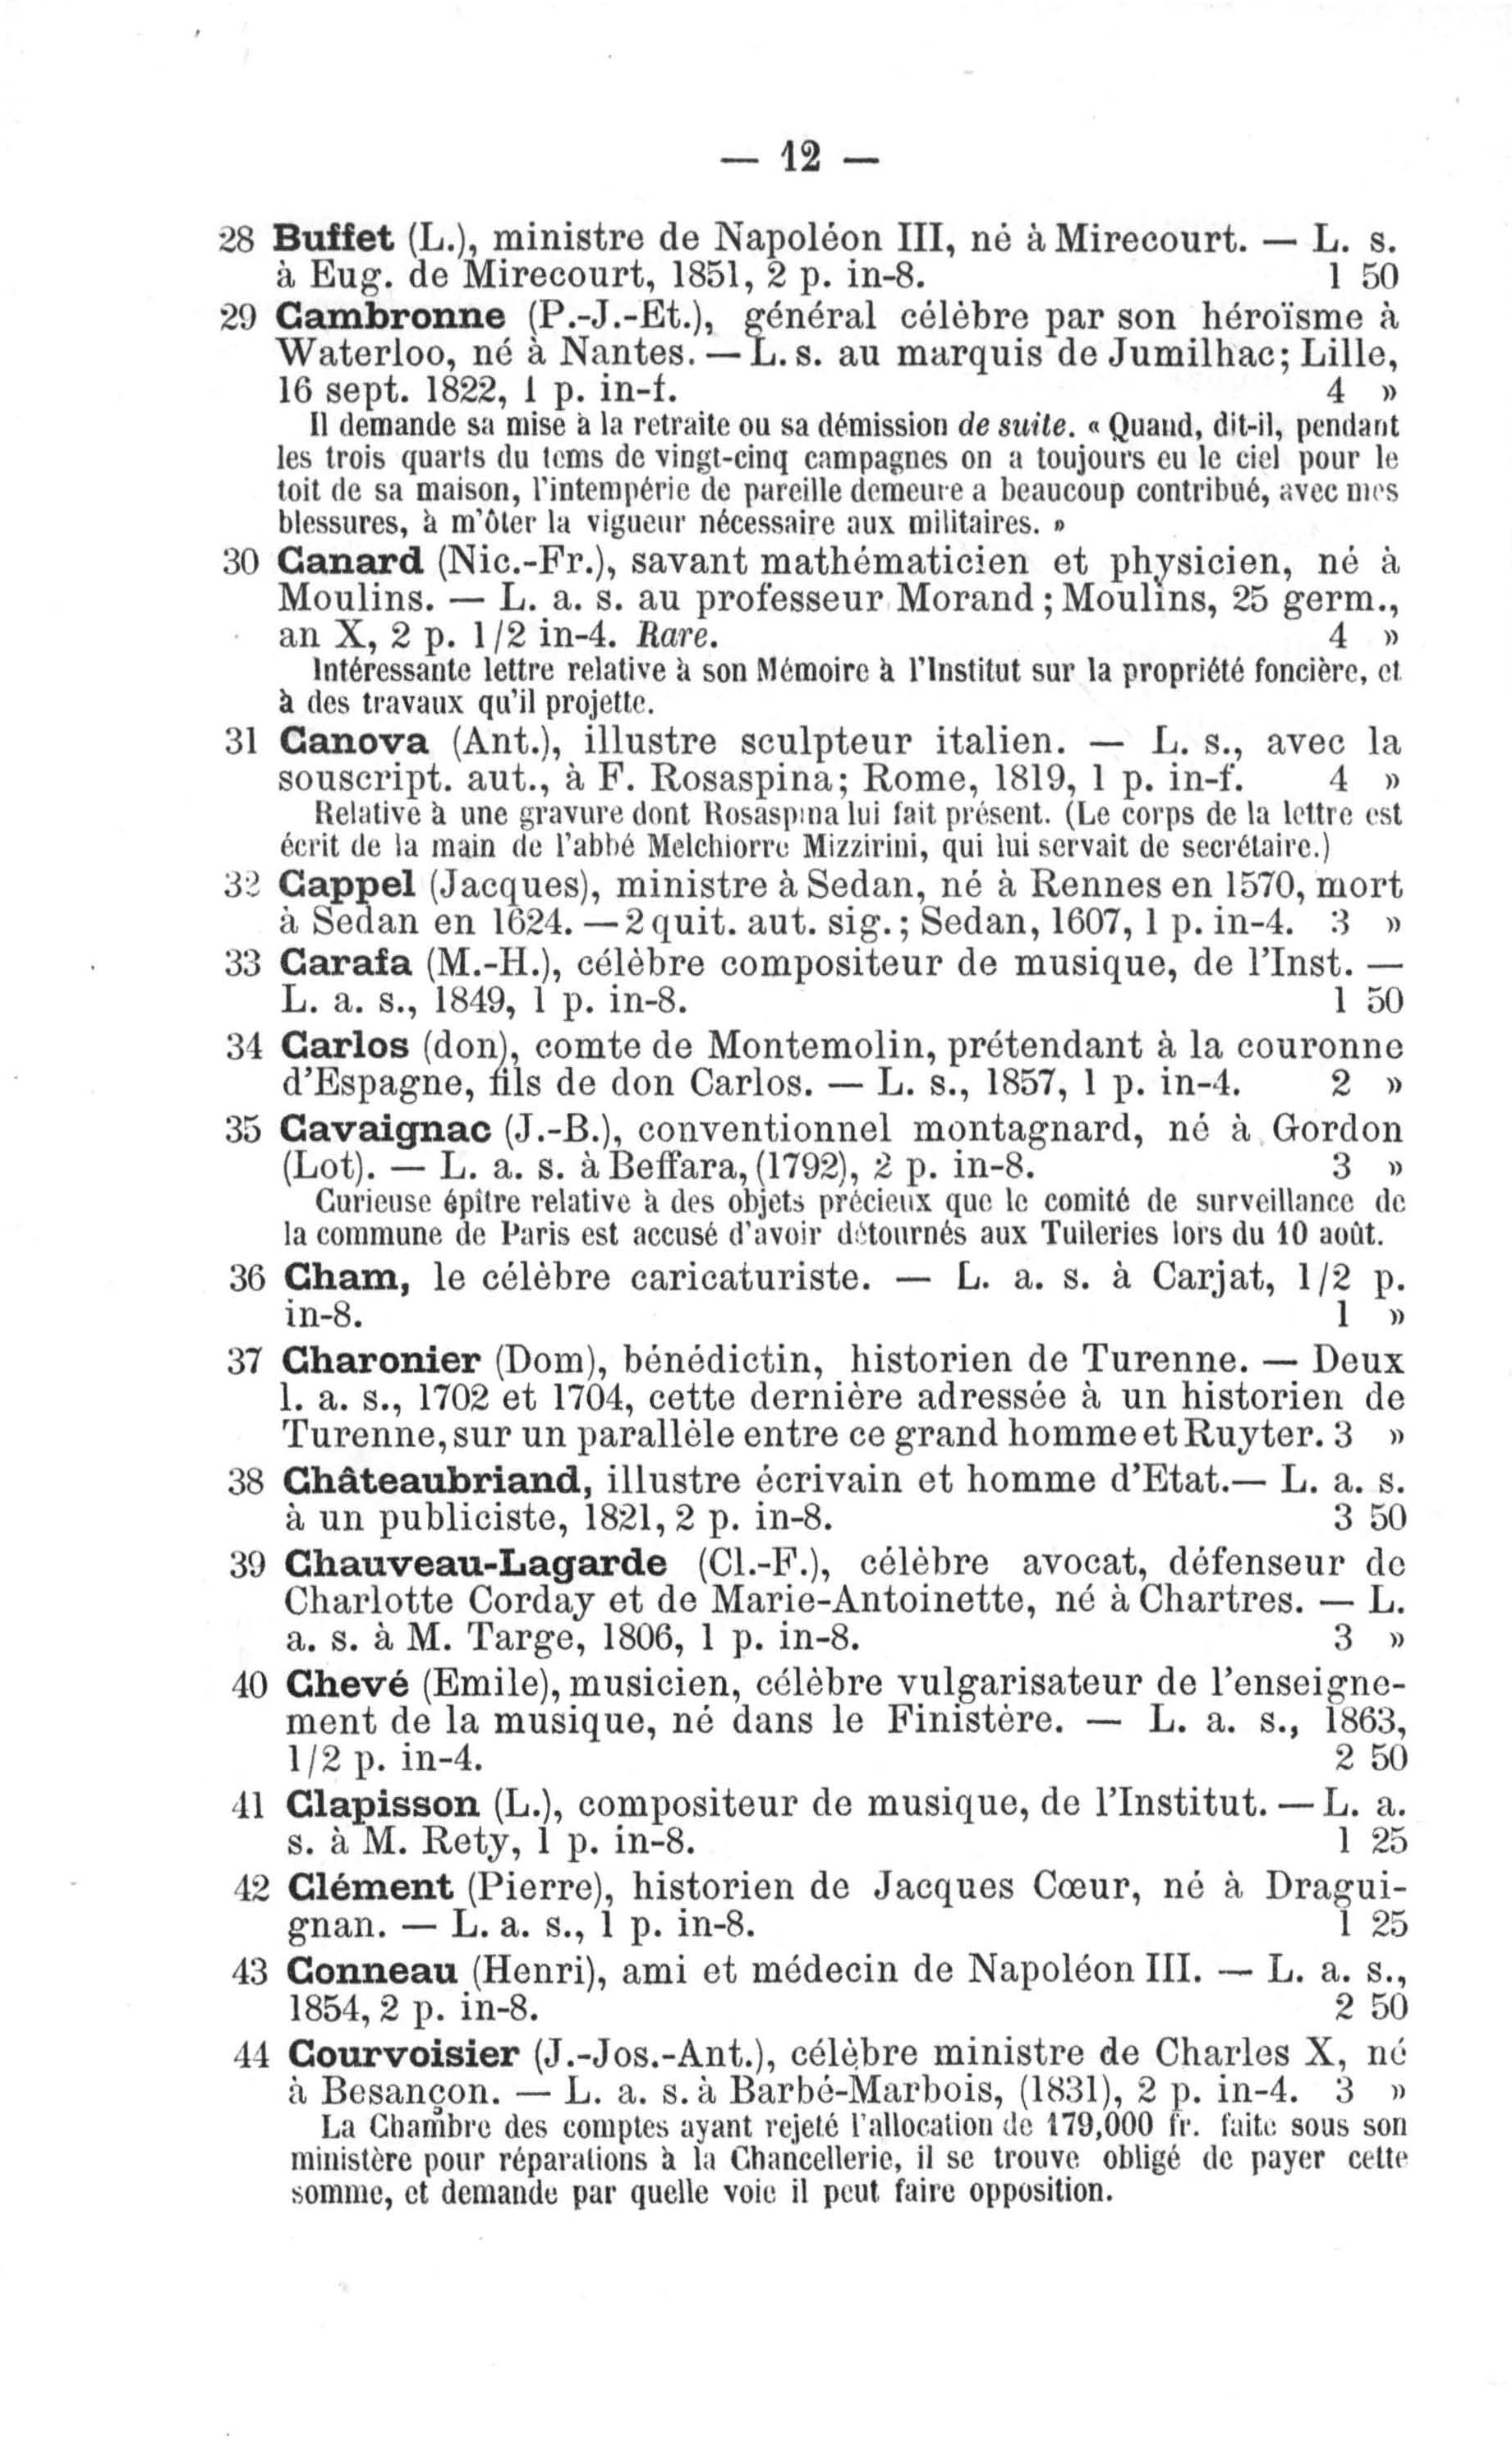 — 12 —
28 Buffet (L.), ministre de Napoléon III, né à Mirecourt. — L. s.
à Eug. de Mirecourt, 1851, 2 p. in-8. 1 50
29 Cambronne (P.-J.-Et.), général célèbre par son héroïsme à
Waterloo, né à Nantes. — L. s. au marquis de Jumilhac; Lille,
16 sept. 1822, 1 p. in-f. 4 »
Il demande sa mise à la retraite ou sa démission de suite. « Quand, dit-il, pendant
les trois quarts du tems de vingt-cinq campagnes on a toujours eu le ciel pour le
toit de sa maison, l'intempérie de pareille demeure a beaucoup contribué, avec mes
blessures, à m'ôter la vigueur nécessaire aux militaires. »
30 Canard (Nic.-Fr.), savant mathématicien et physicien, né à
Moulins. — L. a. s. au professeur Morand; Moulins, 25 germ.,
an X, 2 p. 1/2 in-4. Rare. 4 »
Intéressante lettre relative à son Mémoire à l'Institut sur la propriété foncière, et
à des travaux qu'il projette.
31 Canova (Ant.), illustre sculpteur italien. — L. s., avec la
souscript. aut., à F. Rosaspina; Rome, 1819, 1 p. in-f. 4 »
Relative à une gravure dont Rosaspina lui fait présent. (Le corps de la lettre est
écrit de la main de l'abbé Melchiorre Mizzirini, qui lui servait de secrétaire.)
32 Cappel (Jacques), ministre à Sedan, né à Rennes en 1570, mort
à Sedan en 1624. — 2 quit. aut. sig.; Sedan, 1607, 1 p. in-4. 3 »
33 Carafa (M.-H.), célèbre compositeur de musique, de l'Inst. —
L. a. s., 1849, 1 p. in-8. 1 50
34 Carlos (don), comte de Montemolin, prétendant à la couronne
d'Espagne, fils de don Carlos. — L. s., 1857, 1 p. in-4. 2 »
35 Cavaignac (J.-B.), conventionnel montagnard, né à Gordon
(Lot). — L. a. s. à Beffara, (1792), 2 p. in-8. 3 »
Curieuse épître relative à des objets précieux que le comité de surveillance de
la commune de Paris est accusé d'avoir détournés aux Tuileries lors du 10 août.
36 Cham, le célèbre caricaturiste. — L. a. s. à Carjat, 1/2 p.
in-8. 1 »
37 Charonier (Dom), bénédictin, historien de Turenne. — Deux
l. a. s., 1702 et 1704, cette dernière adressée à un historien de
Turenne, sur un parallèle entre ce grand homme et Ruyter. 3 »
38 Châteaubriand, illustre écrivain et homme d'Etat. — L. a. s.
à un publiciste, 1821, 2 p. in-8. 3 50
39 Chauveau-Lagarde (Cl.-F.), célèbre avocat, défenseur de
Charlotte Corday et de Marie-Antoinette, né à Chartres. — L.
a. s. à M. Targe, 1806, 1 p. in-8. 3 »
40 Chevé (Emile), musicien, célèbre vulgarisateur de l'enseigne-
ment de la musique, né dans le Finistère. — L. a. s., 1863,
1/2 p. in-4. 2 50
41 Clapisson (L.), compositeur de musique, de l'Institut. — L. a.
s. à M. Rety, 1 p. in-8. 1 25
42 Clément (Pierre), historien de Jacques Cœur, né à Dragui-
gnan. — L. a. s., 1 p. in-8. 1 25
43 Conneau (Henri), ami et médecin de Napoléon III. — L. a. s.,
1854, 2 p. in-8. 2 50
44 Courvoisier (J.-Jos.-Ant.), célèbre ministre de Charles X, né
à Besançon. — L. a. s. à Barbé-Marbois, (1831), 2 p. in-4. 3 »
La Chambre des comptes ayant rejeté l'allocation de 179,000 fr. faite sous son
ministère pour réparations à la Chancellerie, il se trouve obligé de payer cette
somme, et demande par quelle voie il peut faire opposition.